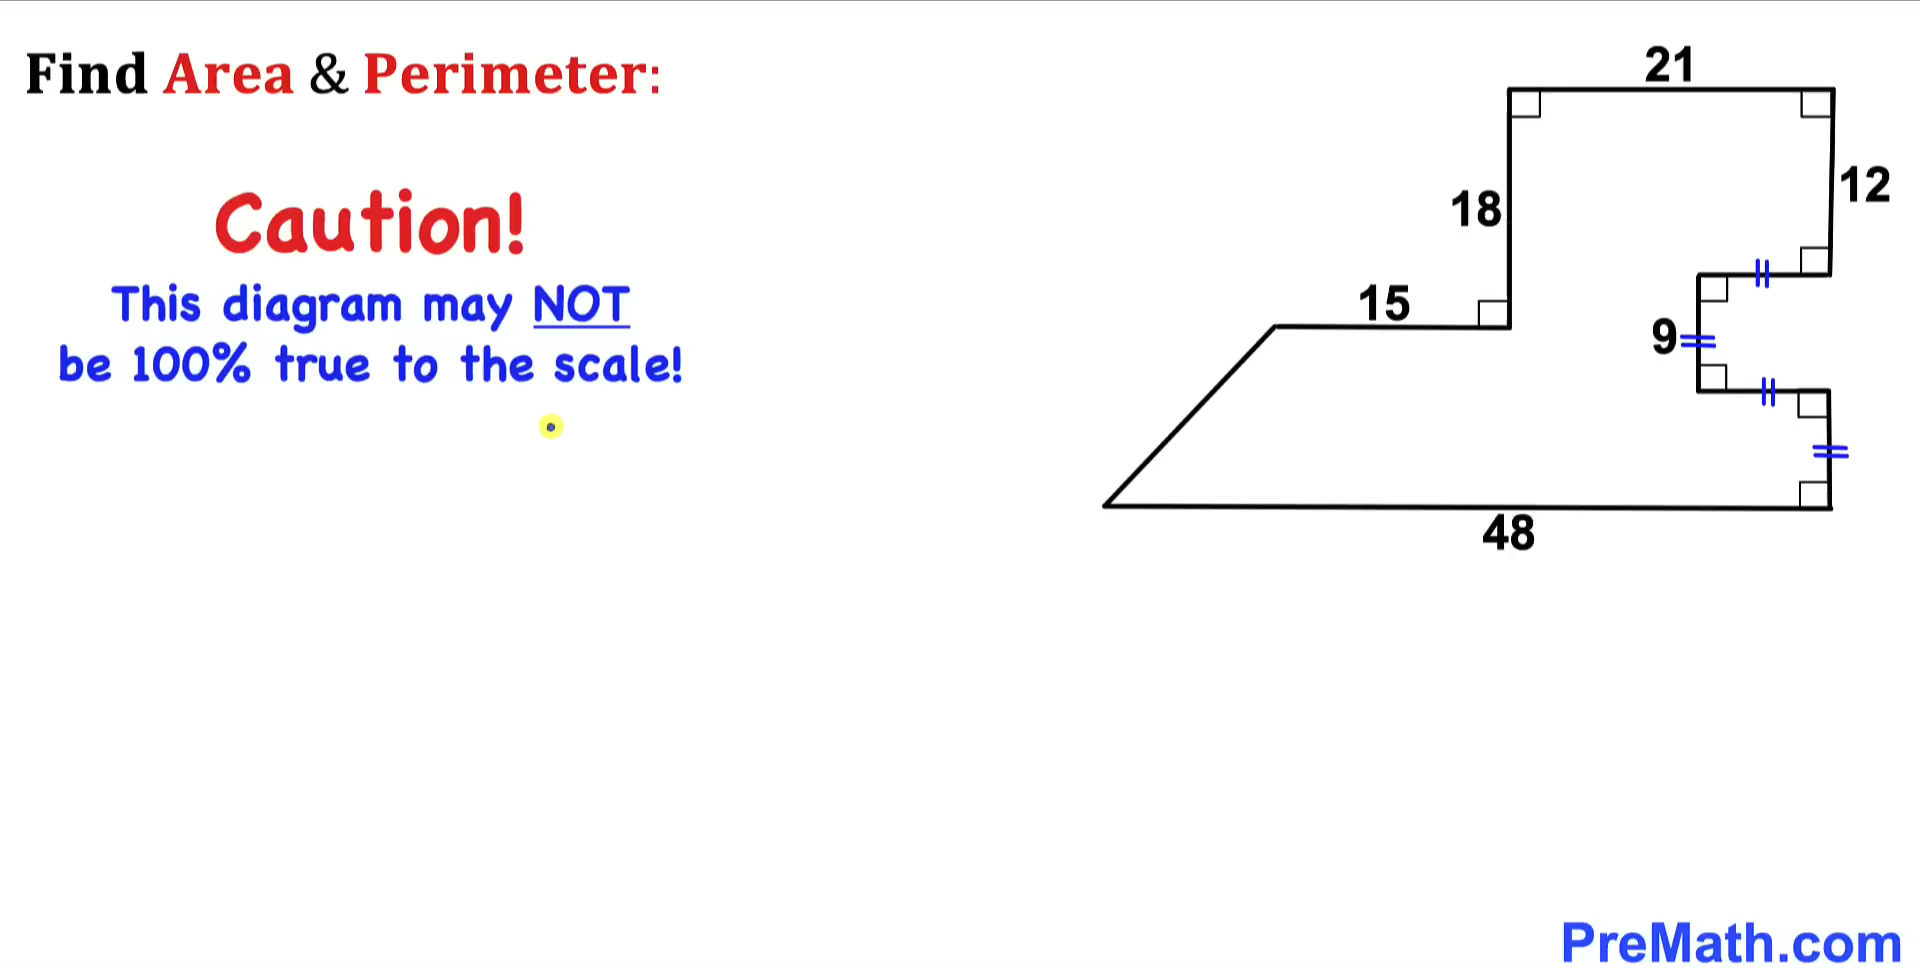 Find Area & Perimeter:
Caution!
This diagram may NOT
be 100% true to the scale!
21
12
18
15
9
48
PreMath.com